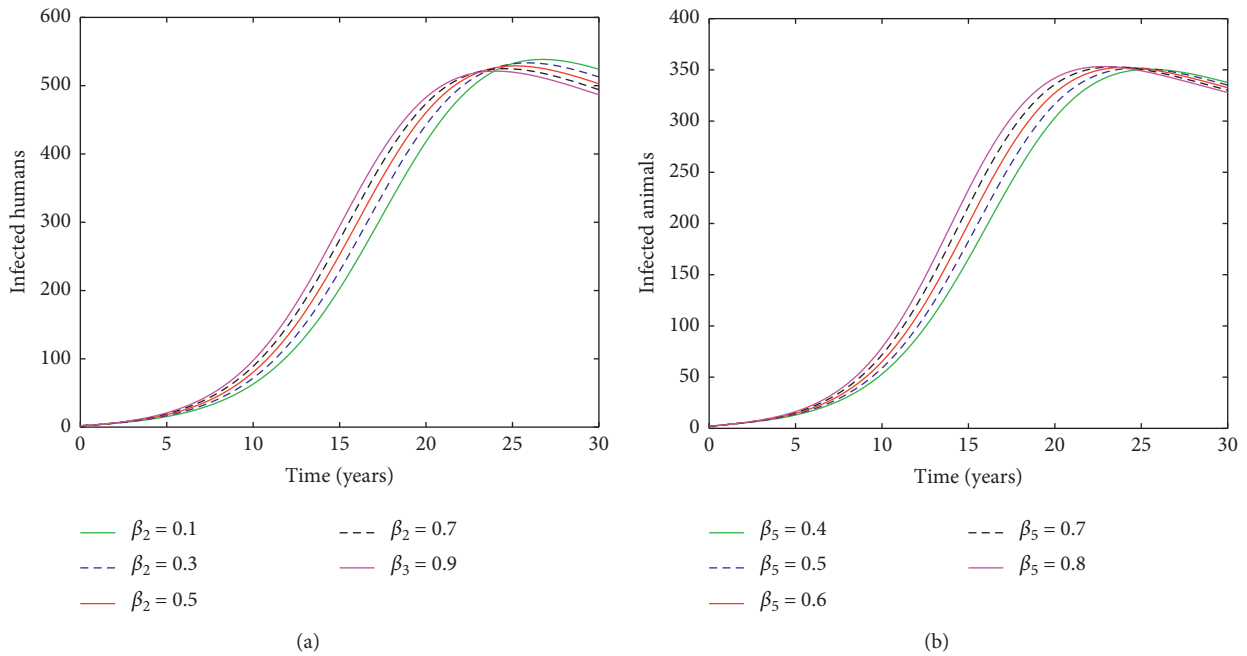 600
500
400
300
200
100
0
Infected humans
0 5 10 15 20 25 30
Time (years)
β₂ = 0.1
β₂ = 0.3
β₂ = 0.5
β₂ = 0.7
β₃ = 0.9
(a)
400
350
300
250
200
150
100
50
0
Infected animals
0 5 10 15 20 25 30
Time (years)
β₅ = 0.4
β₅ = 0.5
β₅ = 0.6
β₅ = 0.7
β₅ = 0.8
(b)